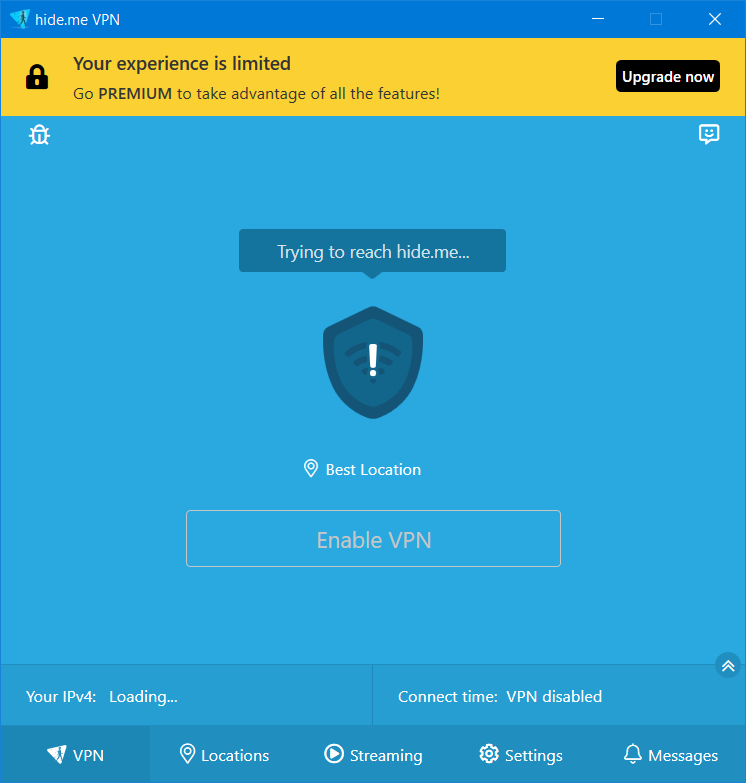 hide.me VPN
Your experience is limited
Go PREMIUM to take advantage of all the features!
Upgrade now
Trying to reach hide.me...
Best Location
Enable VPN
Your IPv4: Loading...
Connect time: VPN disabled
VPN
Locations
Streaming
Settings
Messages